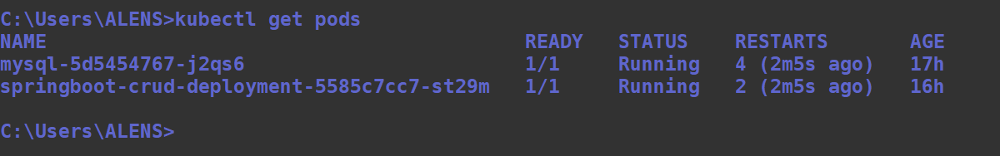 C:\Users\ALENS>kubectl get pods
NAME READY STATUS RESTARTS AGE
mysql-5d5454767-j2qs6 1/1 Running 4 (2m5s ago) 17h
springboot-crud-deployment-5585c7cc7-st29m 1/1 Running 2 (2m5s ago) 16h
C:\Users\ALENS>